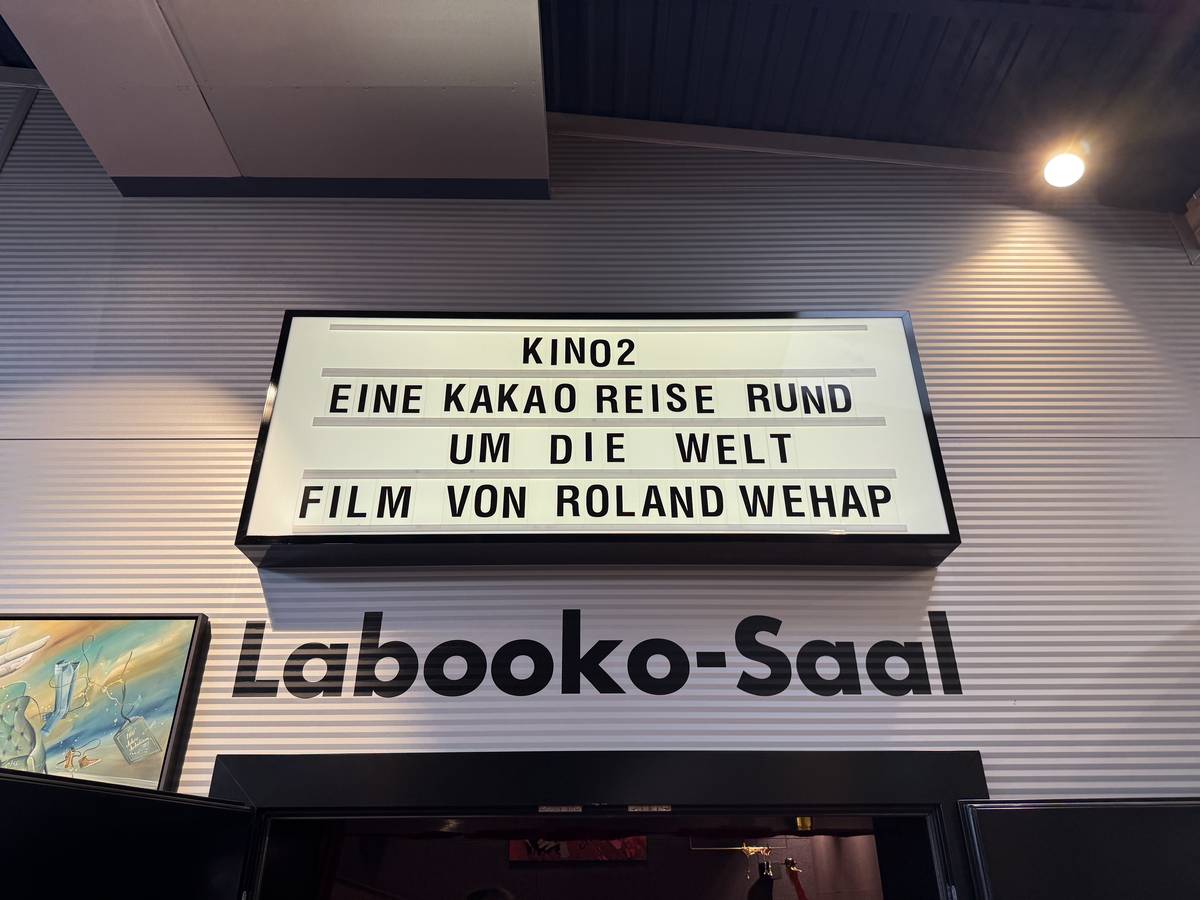 KINO2
EINE KAKAO REISE RUND
UM DIE WELT
FILM VON ROLAND WEHAP
Labooko-Saal